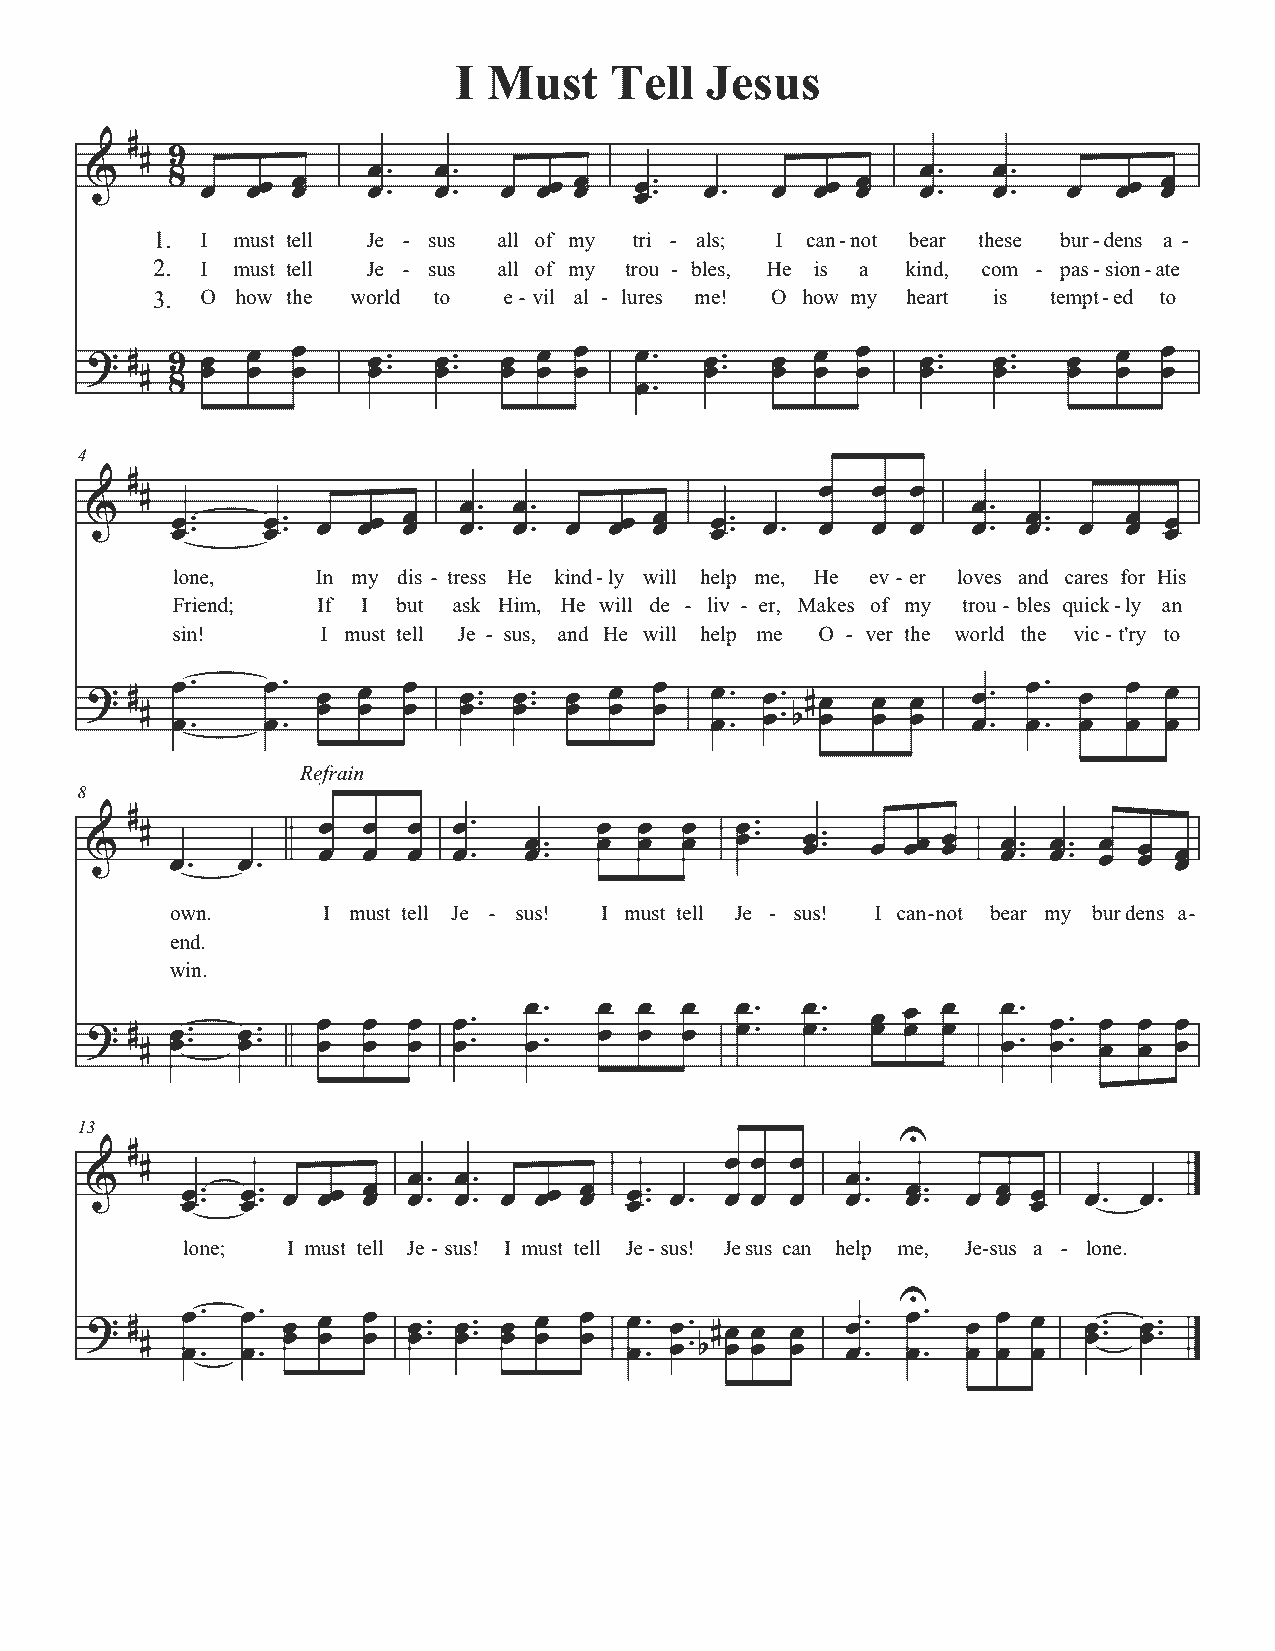 I Must Tell Jesus
9
8
1. I must tell Je - sus all of my tri - als; I can - not bear these bur - dens a -
2. I must tell Je - sus all of my trou - bles, He is a kind, com - pas - sion - ate
3. O how the world to e - vil al - lures me! O how my heart is tempt - ed to
9
8
4
lone, In my dis - tress He kind - ly will help me, He ev - er loves and cares for His
Friend; If I but ask Him, He will de - liv - er, Makes of my trou - bles quick - ly an
sin! I must tell Je - sus, and He will help me O - ver the world the vic - t'ry to
Refrain
8
own. I must tell Je - sus! I must tell Je - sus! I can-not bear my bur dens a-
end.
win.
13
lone; I must tell Je - sus! I must tell Je - sus! Je sus can help me, Je-sus a - lone.